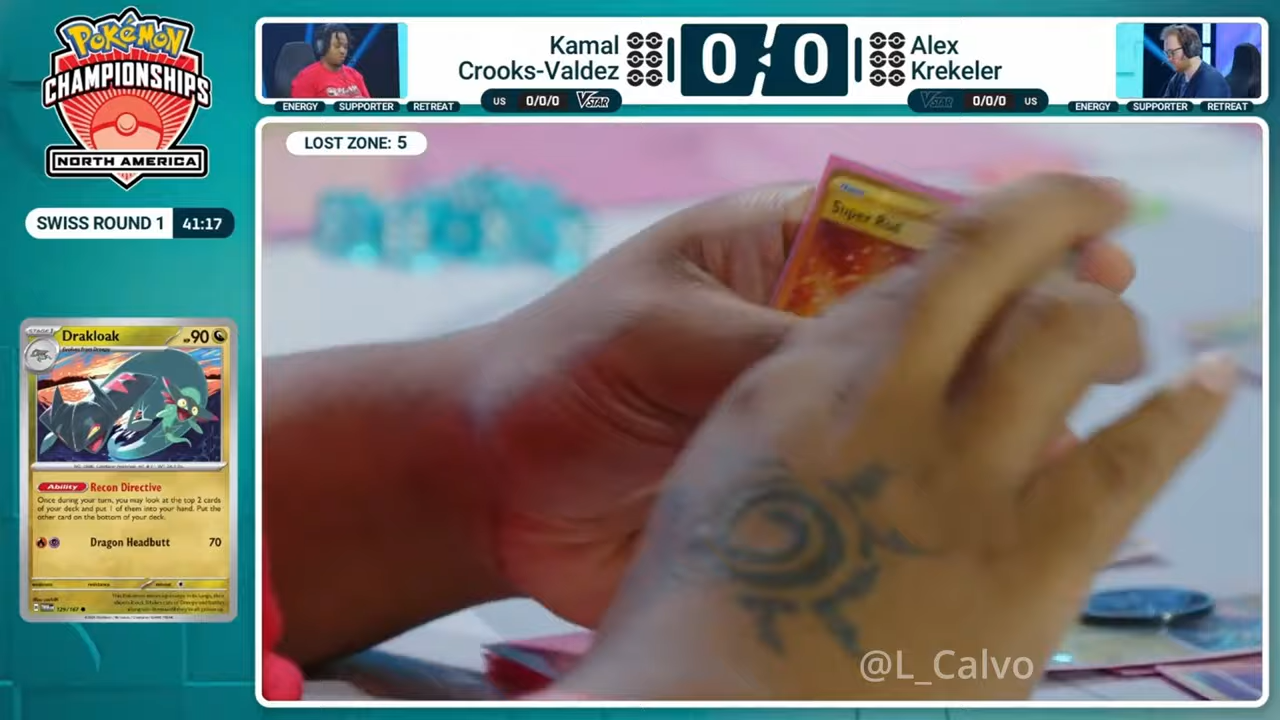 POKÉMON
CHAMPIONSHIPS
NORTH AMERICA
SWISS ROUND 1
41:17
Kamal
Crooks-Valdez
0
0
Alex
Krekeler
ENERGY
SUPPORTER
RETREAT
US
0/0/0
VSTAR
VSTAR
0/0/0
US
ENERGY
SUPPORTER
RETREAT
LOST ZONE: 5
Super Rod
Drakloak
HP 90
Ability
Recon Directive
Once during your turn, you may look at the top 2 cards
of your deck and put 1 of them into your hand. Put the
other card on the bottom of your deck.
Dragon Headbutt
70
129/167
@L_Calvo